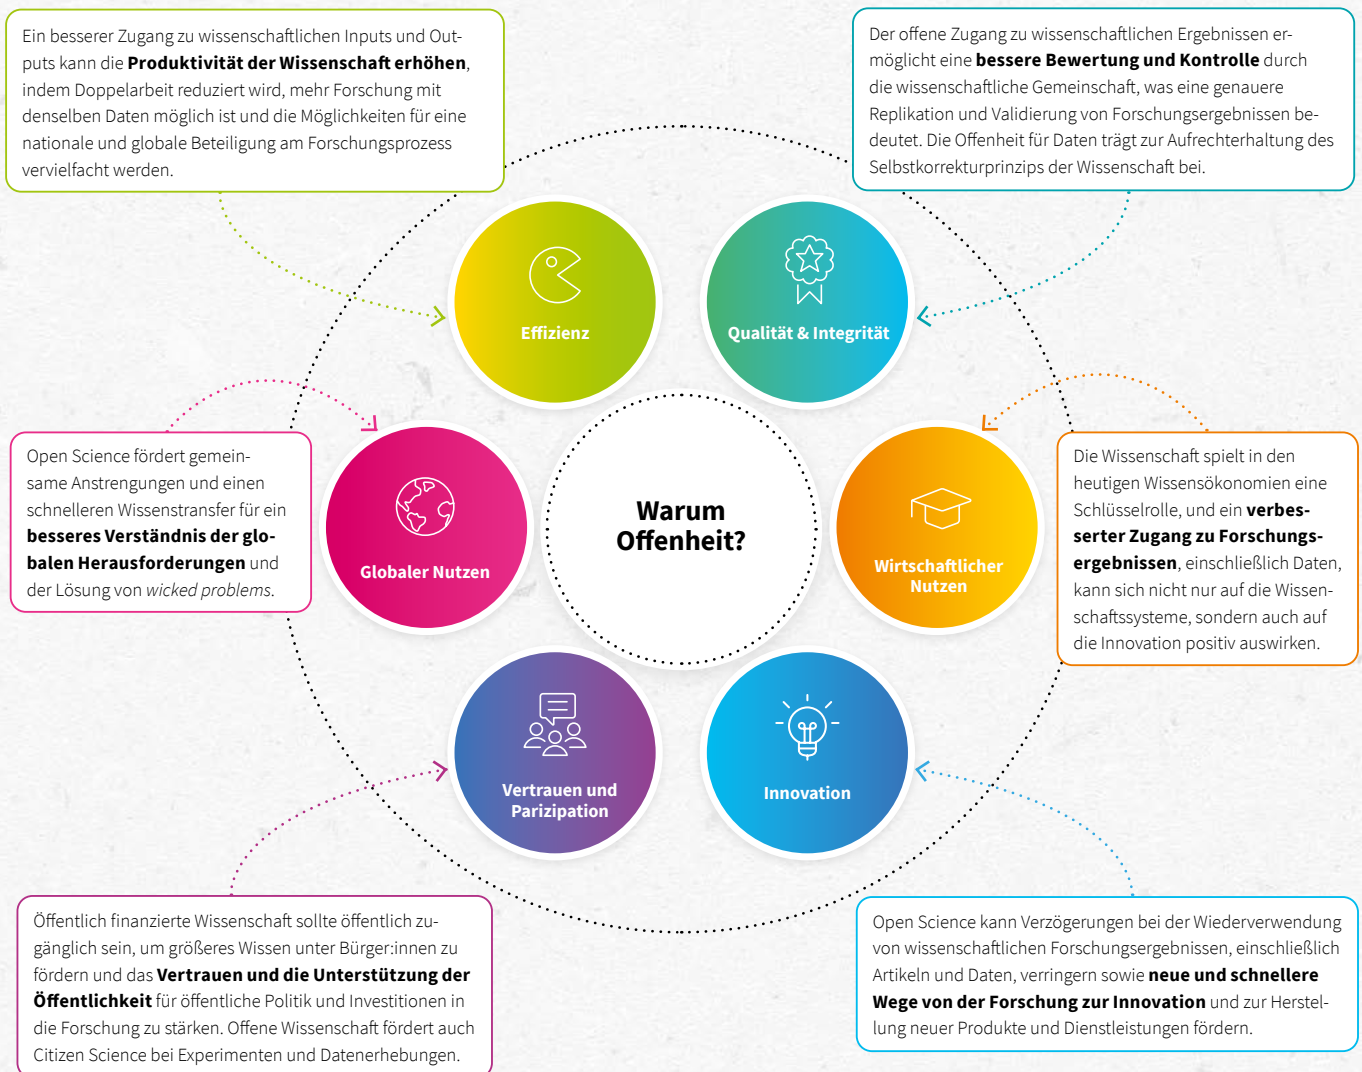 Ein besserer Zugang zu wissenschaftlichen Inputs und Out-
puts kann die Produktivität der Wissenschaft erhöhen,
indem Doppelarbeit reduziert wird, mehr Forschung mit
denselben Daten möglich ist und die Möglichkeiten für eine
nationale und globale Beteiligung am Forschungsprozess
vervielfacht werden.
Der offene Zugang zu wissenschaftlichen Ergebnissen er-
möglicht eine bessere Bewertung und Kontrolle durch
die wissenschaftliche Gemeinschaft, was eine genauere
Replikation und Validierung von Forschungsergebnissen be-
deutet. Die Offenheit für Daten trägt zur Aufrechterhaltung des
Selbstkorrekturprinzips der Wissenschaft bei.
Effizienz
Qualität & Integrität
Open Science fördert gemein-
same Anstrengungen und einen
schnelleren Wissenstransfer für ein
besseres Verständnis der glo-
balen Herausforderungen und
der Lösung von wicked problems.
Globaler Nutzen
Warum
Offenheit?
Wirtschaftlicher
Nutzen
Die Wissenschaft spielt in den
heutigen Wissensökonomien eine
Schlüsselrolle, und ein verbes-
serter Zugang zu Forschungs-
ergebnissen, einschließlich Daten,
kann sich nicht nur auf die Wissen-
schaftssysteme, sondern auch auf
die Innovation positiv auswirken.
Vertrauen und
Parizipation
Innovation
Öffentlich finanzierte Wissenschaft sollte öffentlich zu-
gänglich sein, um größeres Wissen unter Bürger:innen zu
fördern und das Vertrauen und die Unterstützung der
Öffentlichkeit für öffentliche Politik und Investitionen in
die Forschung zu stärken. Offene Wissenschaft fördert auch
Citizen Science bei Experimenten und Datenerhebungen.
Open Science kann Verzögerungen bei der Wiederverwendung
von wissenschaftlichen Forschungsergebnissen, einschließlich
Artikeln und Daten, verringern sowie neue und schnellere
Wege von der Forschung zur Innovation und zur Herstel-
lung neuer Produkte und Dienstleistungen fördern.